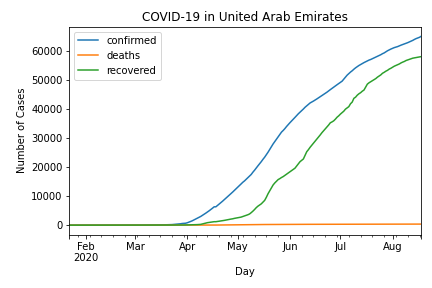 COVID-19 in United Arab Emirates
confirmed
deaths
recovered
Number of Cases
60000
50000
40000
30000
20000
10000
0
Feb Mar Apr May Jun Jul Aug
2020
Day